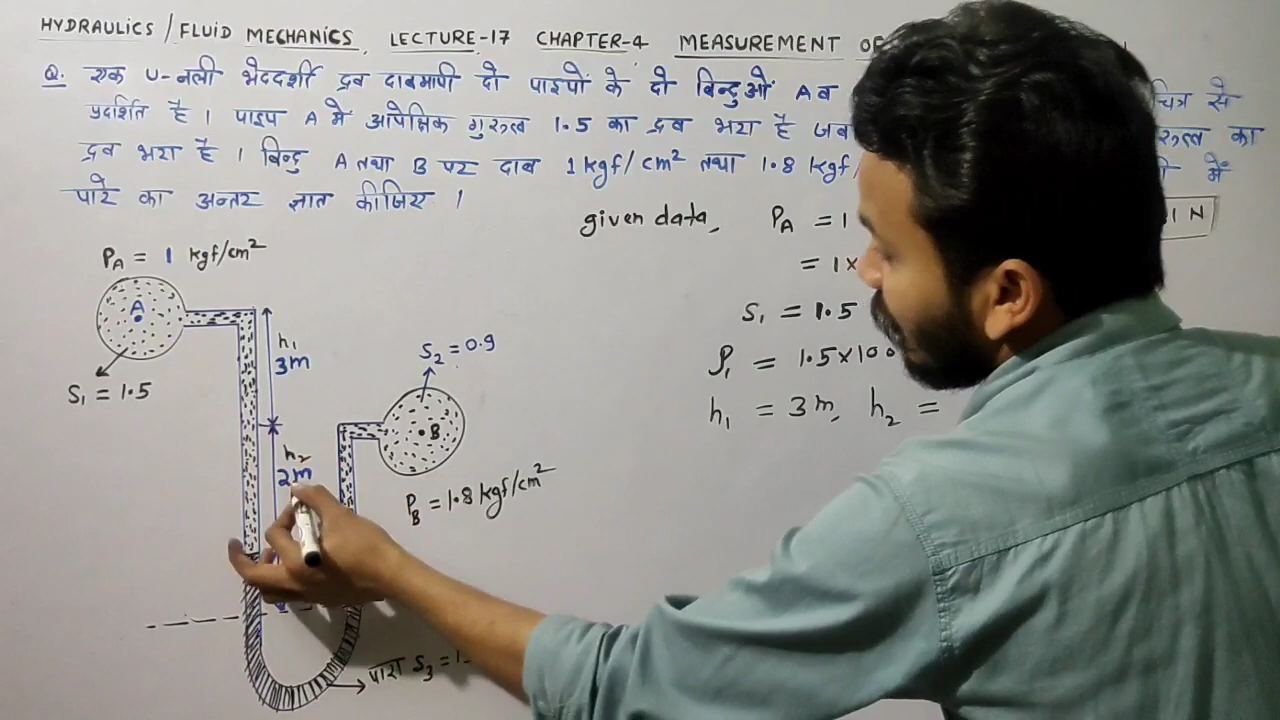 HYDRAULICS / FLUID MECHANICS, LECTURE-17 CHAPTER-4 MEASUREMENT OF
Q. एक U-नली भेददर्शी द्रव दाबमापी दो पाइपों के दो बिन्दुओं A व चित्र से
प्रदर्शित है । पाइप A में आपेक्षिक गुरुत्व 1.5 का द्रव भरा है जब का
द्रव भरा है । बिन्दु A तथा B पर दाब 1 kgf/cm² तथा 1.8 kgf/ में
पारे का अन्तर ज्ञात कीजिए ।
given data, PA = 1 1 N
= 1×
S₁ = 1.5
ρ₁ = 1.5×100
h₁ = 3m, h₂ =
PA = 1 kgf/cm²
A
h₁
3m
S₁ = 1.5
S₂ = 0.9
B
h₂
2m
PB = 1.8 kgf/cm²
पारा S₃ = 1